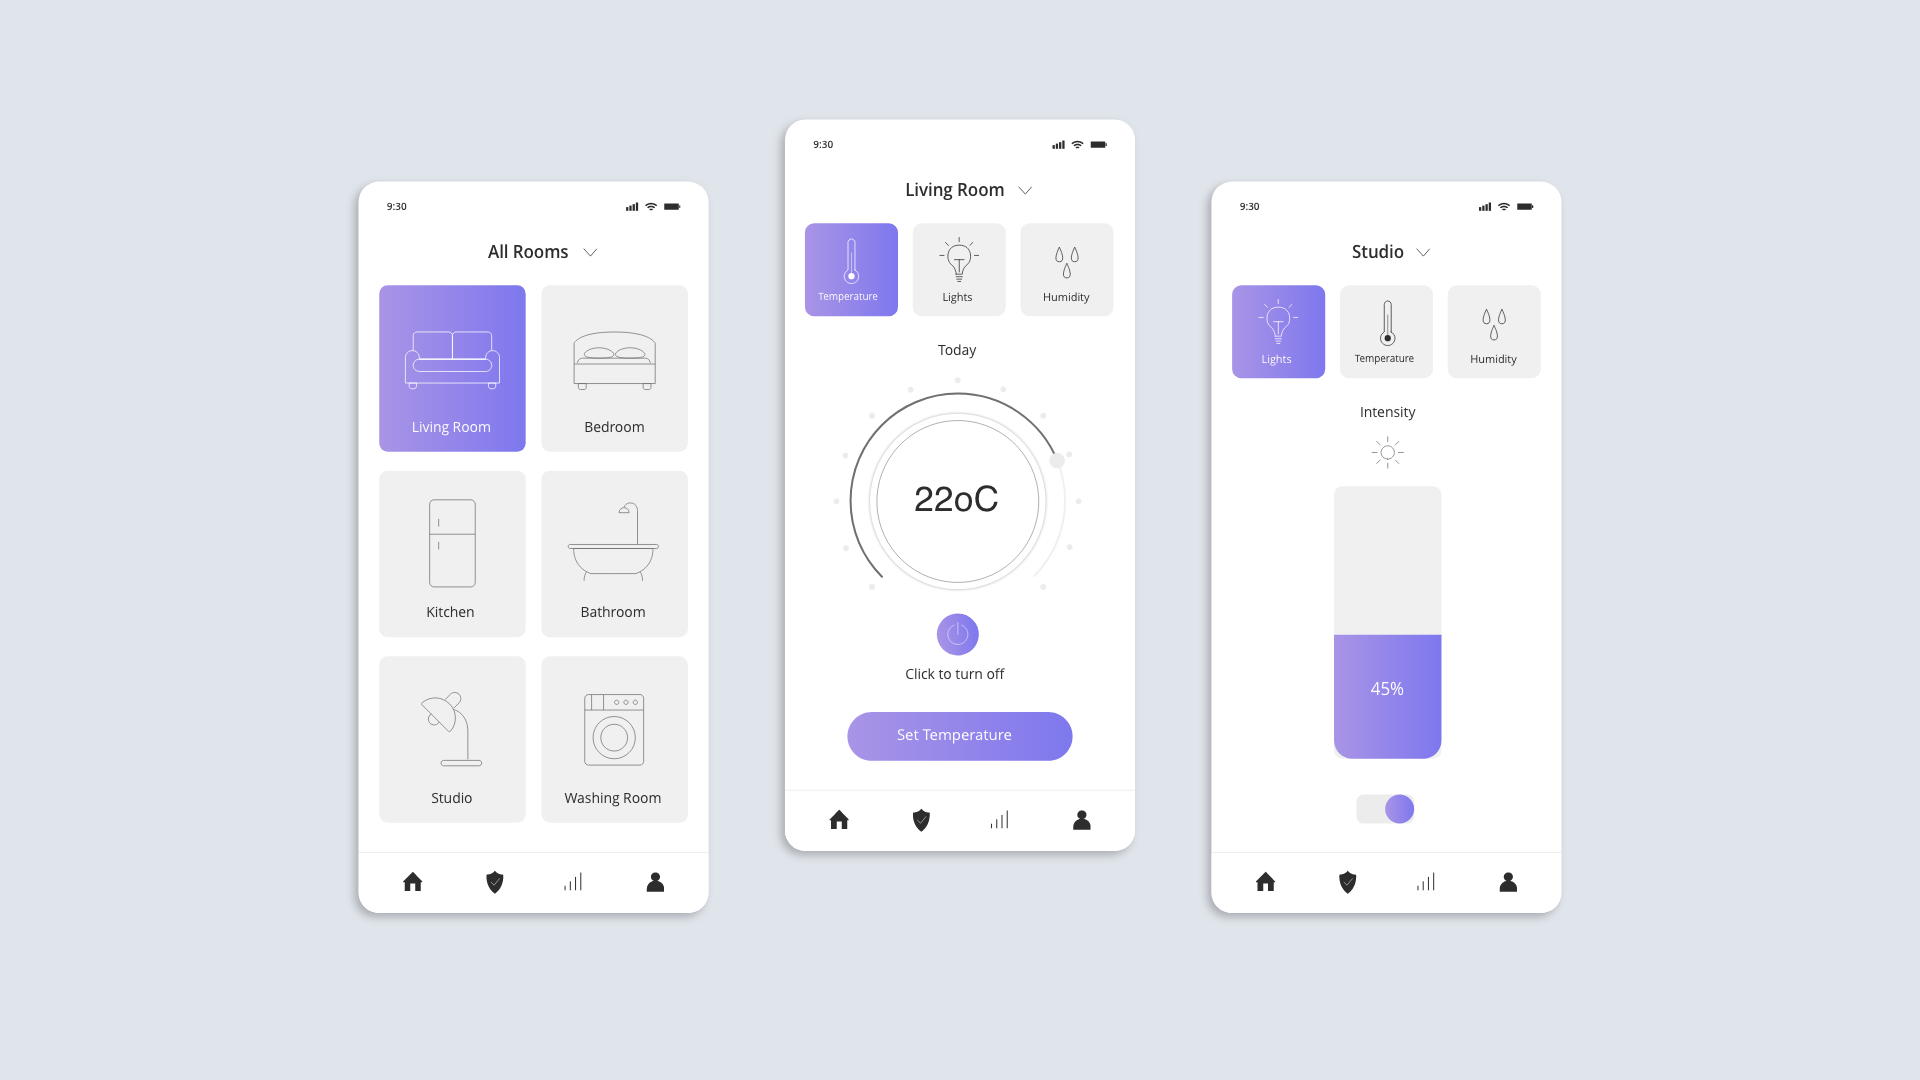 9:30
All Rooms
Living Room
Bedroom
Kitchen
Bathroom
Studio
Washing Room
9:30
Living Room
Temperature
Lights
Humidity
Today
22oC
Click to turn off
Set Temperature
9:30
Studio
Lights
Temperature
Humidity
Intensity
45%